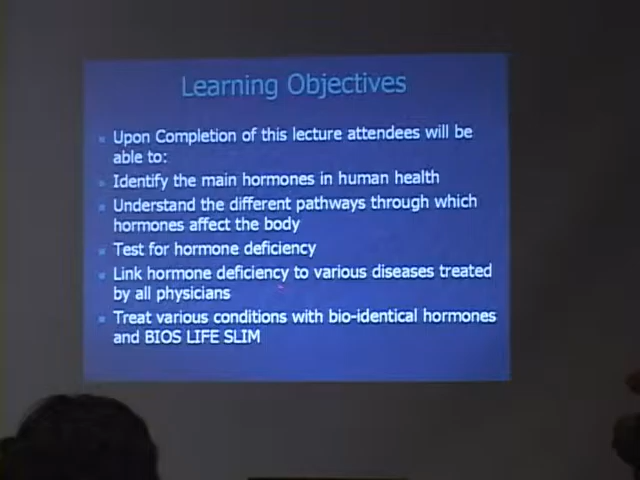 Learning Objectives
Upon Completion of this lecture attendees will be
able to:
Identify the main hormones in human health
Understand the different pathways through which
hormones affect the body
Test for hormone deficiency
Link hormone deficiency to various diseases treated
by all physicians
Treat various conditions with bio-identical hormones
and BIOS LIFE SLIM